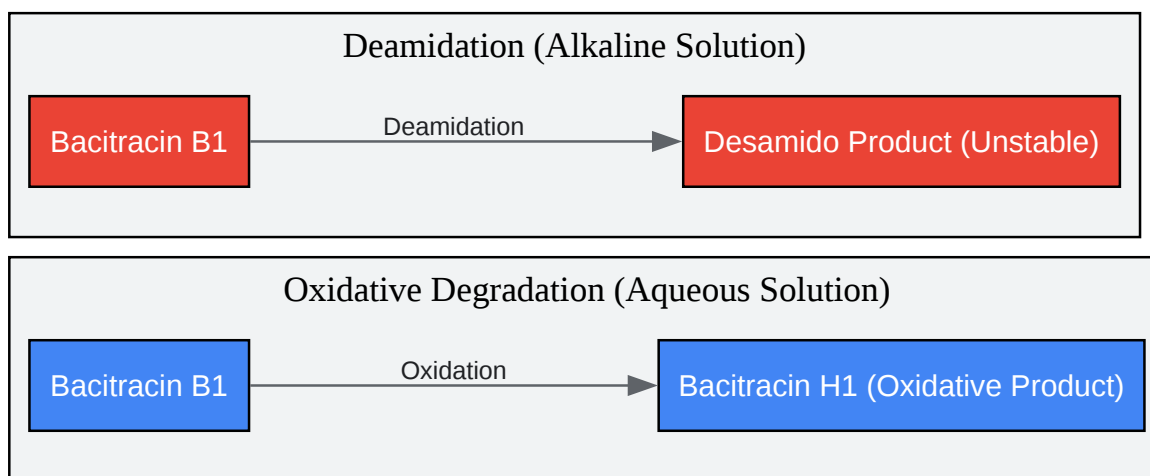 Deamidation (Alkaline Solution)
Bacitracin B1
Deamidation
Desamido Product (Unstable)
Oxidative Degradation (Aqueous Solution)
Bacitracin B1
Oxidation
Bacitracin H1 (Oxidative Product)